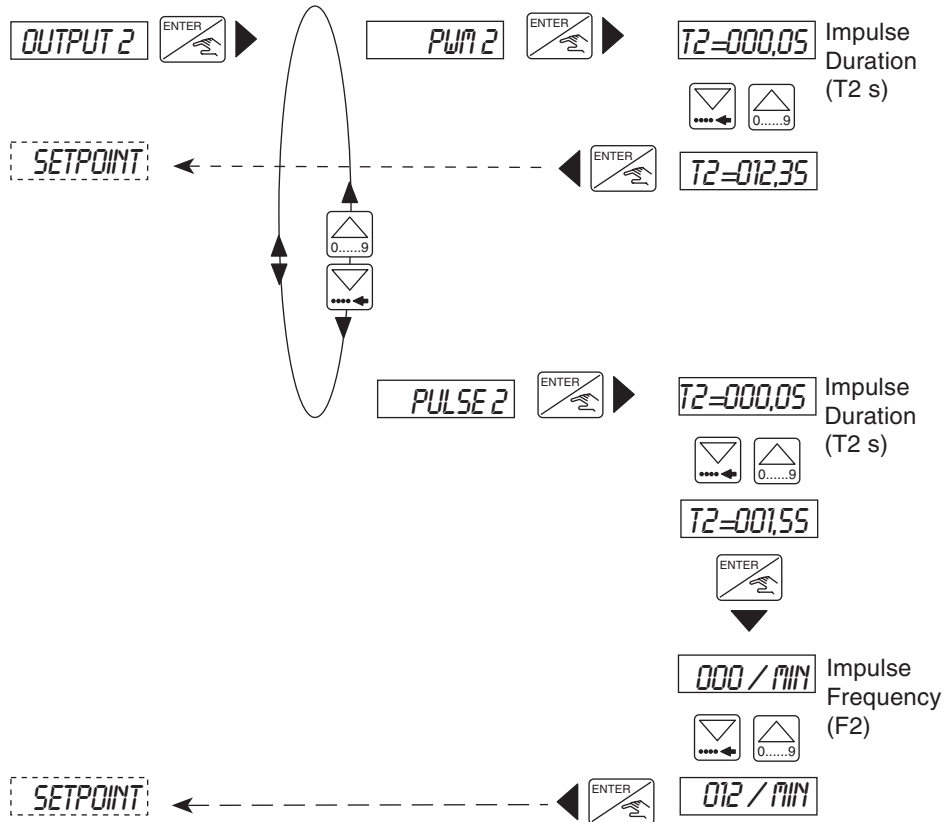 OUTPUT 2
ENTER
PWM 2
ENTER
T2=000,0S
Impulse
Duration
(T2 s)
0......9
SETPOINT
ENTER
T2=012,3S
0......9
PULSE 2
ENTER
T2=000,0S
Impulse
Duration
(T2 s)
0......9
T2=001,5S
ENTER
000 / MIN
Impulse
Frequency
(F2)
0......9
SETPOINT
ENTER
012 / MIN